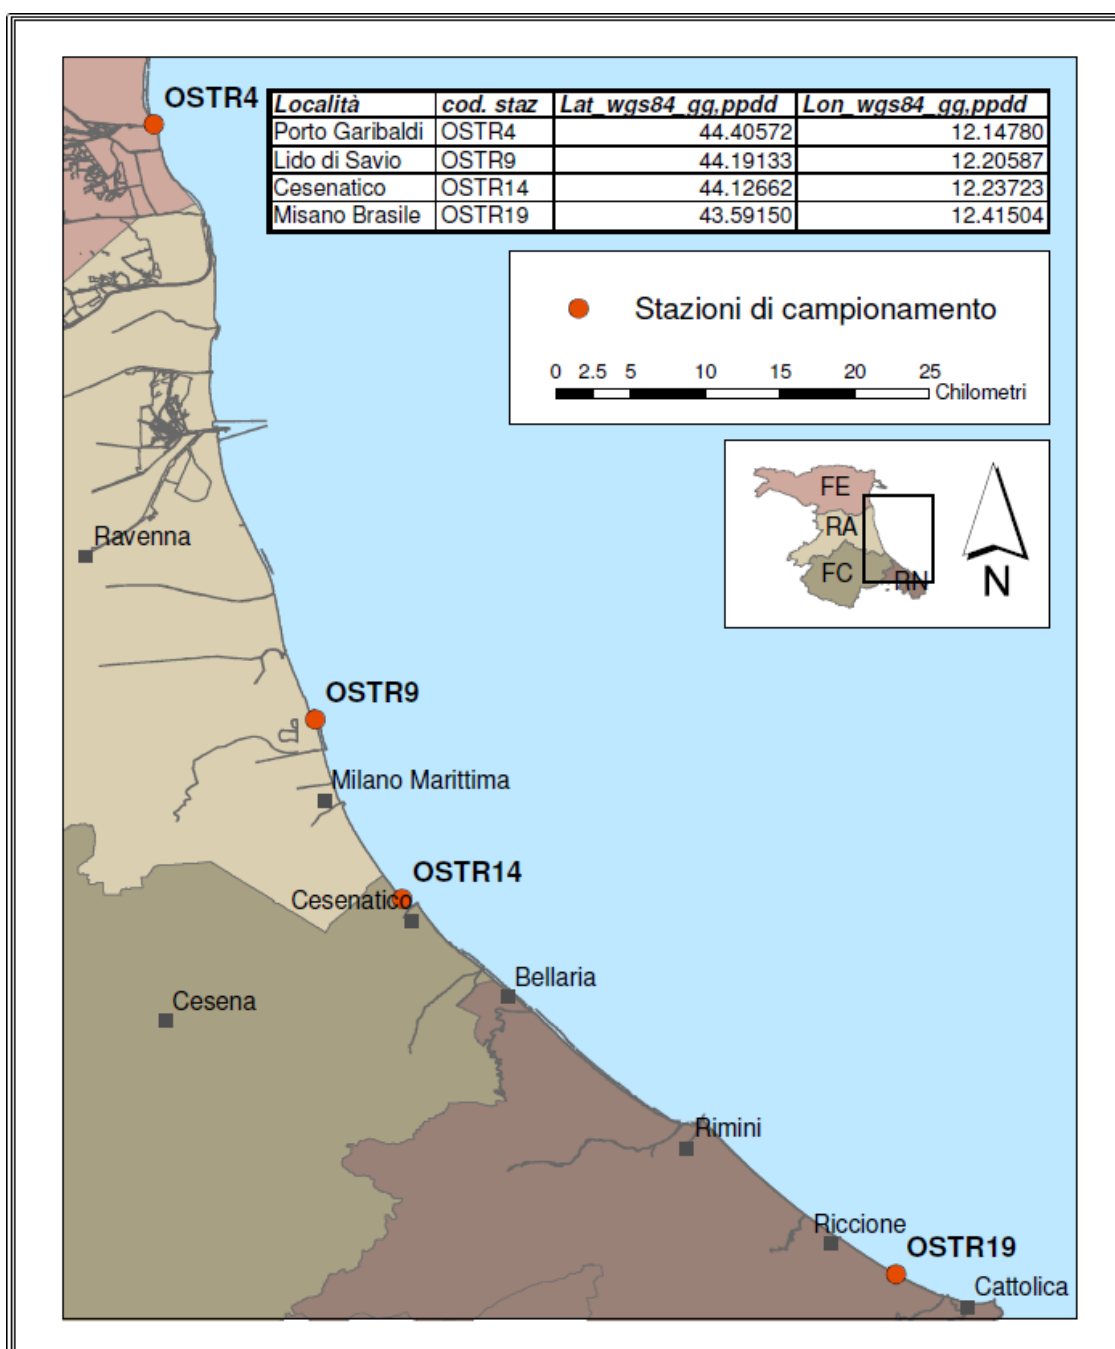 OSTR4
Località cod. staz Lat_wgs84_gg,ppdd Lon_wgs84_gg,ppdd
Porto Garibaldi OSTR4 44.40572 12.14780
Lido di Savio OSTR9 44.19133 12.20587
Cesenatico OSTR14 44.12662 12.23723
Misano Brasile OSTR19 43.59150 12.41504
Stazioni di campionamento
0 2.5 5 10 15 20 25
Chilometri
FE
RA
FC
RN
N
Ravenna
OSTR9
Milano Marittima
OSTR14
Cesenatico
Bellaria
Cesena
Rimini
Riccione
OSTR19
Cattolica